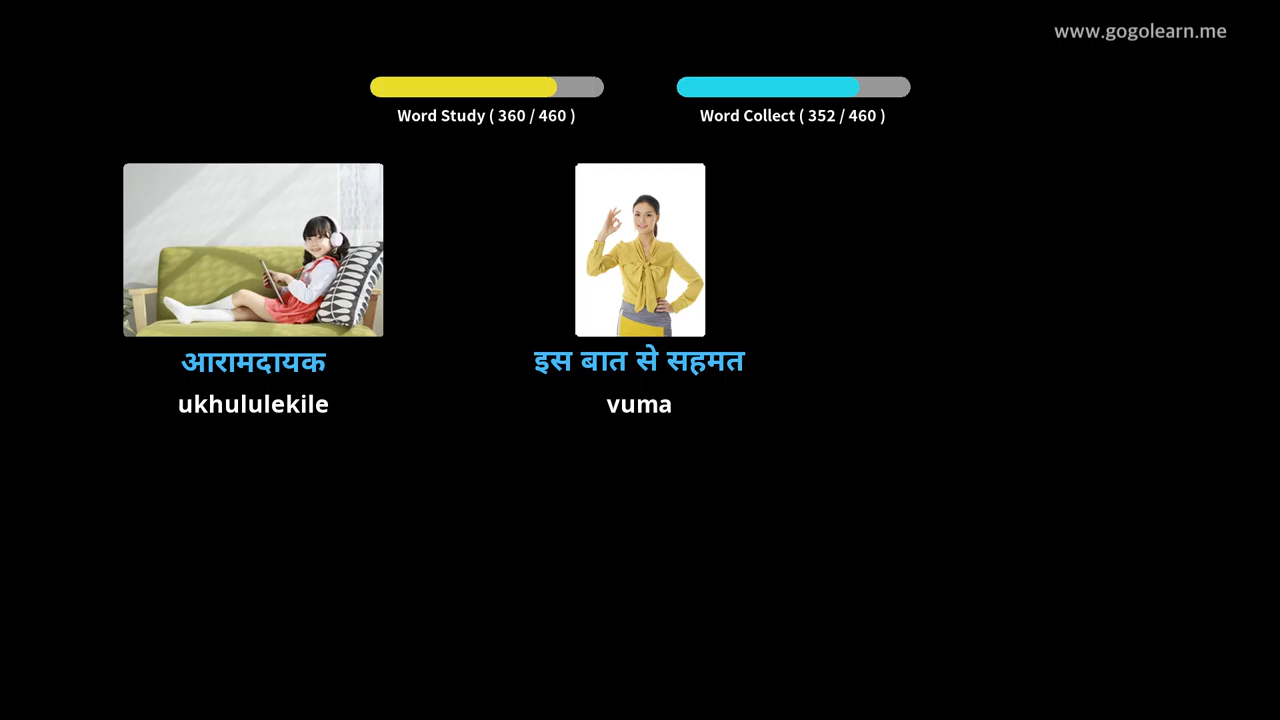 www.gogolearn.me
Word Study ( 360 / 460 )
Word Collect ( 352 / 460 )
आरामदायक
ukhululekile
इस बात से सहमत
vuma